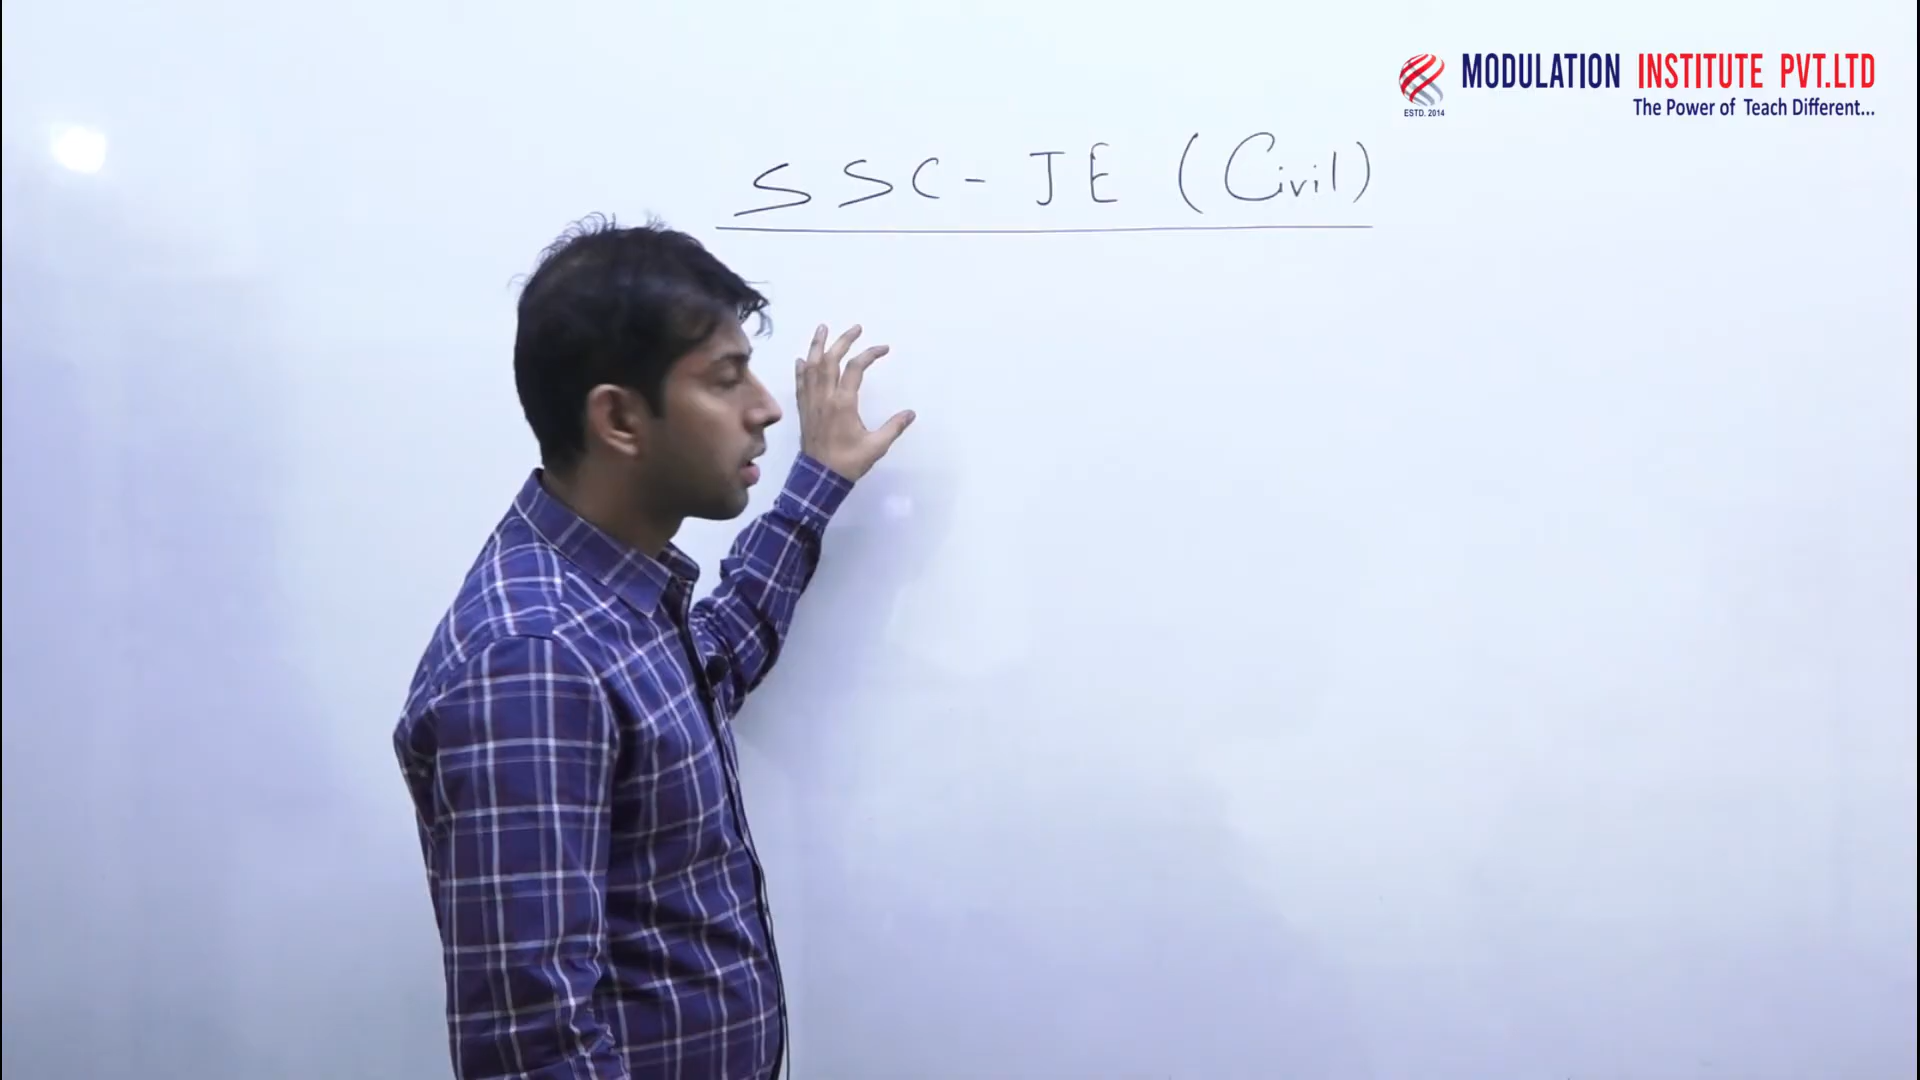 MODULATION INSTITUTE PVT.LTD
The Power of Teach Different...
ESTD. 2014
SSC-JE (Civil)